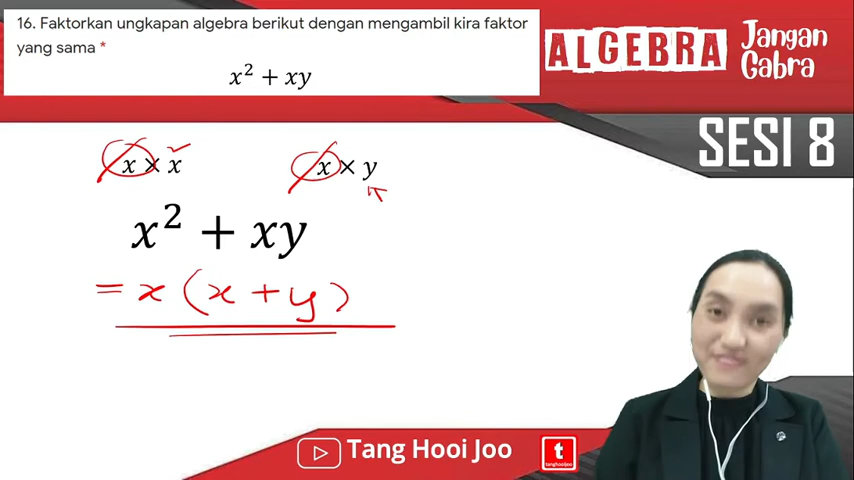 16. Faktorkan ungkapan algebra berikut dengan mengambil kira faktor
yang sama *
x² + xy
ALGEBRA Jangan Gabra
SESI 8
x × x ✓ x × y
x² + xy
= x (x + y)
Tang Hooi Joo
t
tanghooijoo